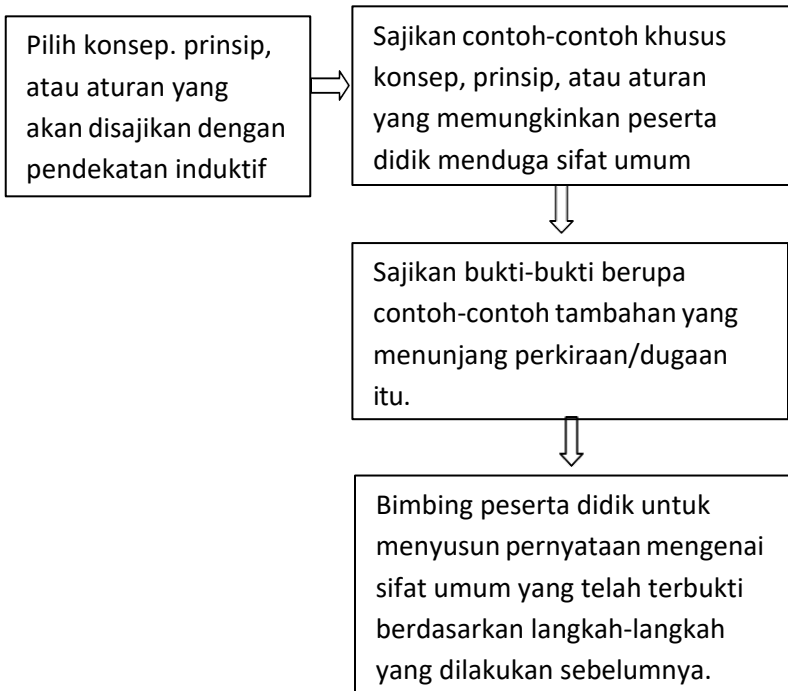 Pilih konsep. prinsip,
atau aturan yang
akan disajikan dengan
pendekatan induktif
Sajikan contoh-contoh khusus
konsep, prinsip, atau aturan
yang memungkinkan peserta
didik menduga sifat umum
Sajikan bukti-bukti berupa
contoh-contoh tambahan yang
menunjang perkiraan/dugaan
itu.
Bimbing peserta didik untuk
menyusun pernyataan mengenai
sifat umum yang telah terbukti
berdasarkan langkah-langkah
yang dilakukan sebelumnya.